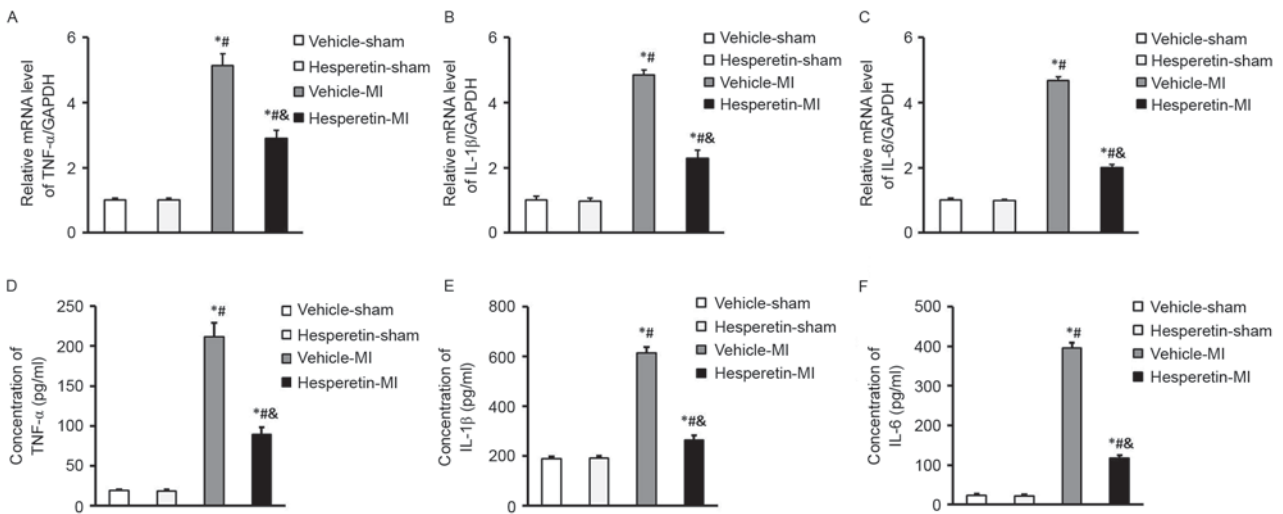 A
Relative mRNA level
of TNF-α/GAPDH
6
4
2
0
*#
*#&
Vehicle-sham
Hesperetin-sham
Vehicle-MI
Hesperetin-MI
B
Relative mRNA level
of IL-1β/GAPDH
6
4
2
0
*#
*#&
Vehicle-sham
Hesperetin-sham
Vehicle-MI
Hesperetin-MI
C
Relative mRNA level
of IL-6/GAPDH
6
4
2
0
*#
*#&
Vehicle-sham
Hesperetin-sham
Vehicle-MI
Hesperetin-MI
D
Concentration of
TNF-α (pg/ml)
250
200
150
100
50
0
*#
*#&
Vehicle-sham
Hesperetin-sham
Vehicle-MI
Hesperetin-MI
E
Concentration of
IL-1β (pg/ml)
800
600
400
200
0
*#
*#&
Vehicle-sham
Hesperetin-sham
Vehicle-MI
Hesperetin-MI
F
Concentration of
IL-6 (pg/ml)
500
400
300
200
100
0
*#
*#&
Vehicle-sham
Hesperetin-sham
Vehicle-MI
Hesperetin-MI